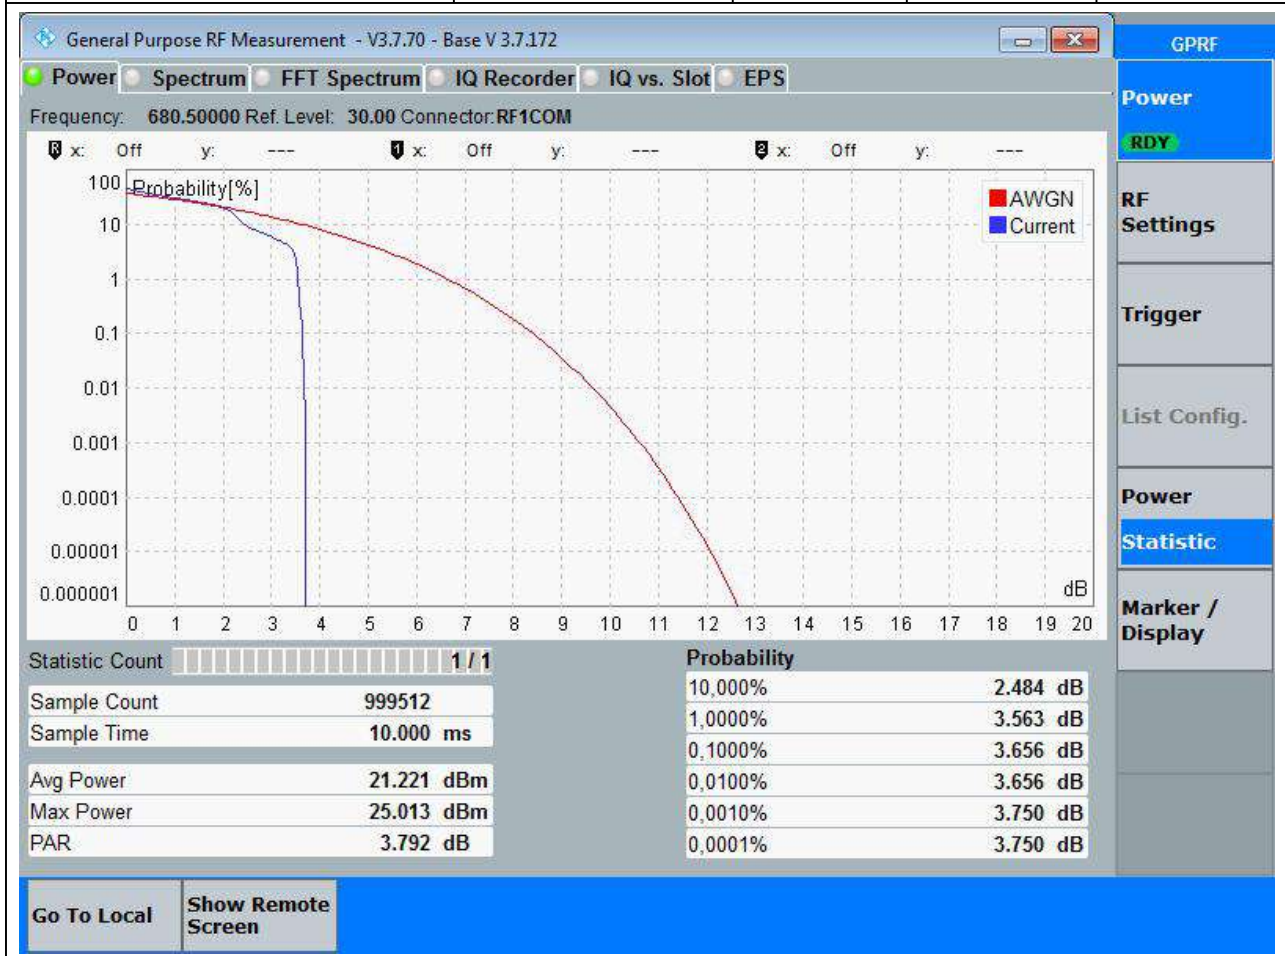 General Purpose RF Measurement - V3.7.70 - Base V 3.7.172
GPRF
Power Spectrum FFT Spectrum IQ Recorder IQ vs. Slot EPS
Frequency: 680.50000 Ref. Level: 30.00 Connector: RF1COM
R x: Off y: --- 1 x: Off y: --- 2 x: Off y: ---
Probability[%]
AWGN
Current
100
10
1
0.1
0.01
0.001
0.0001
0.00001
0.000001
dB
0 1 2 3 4 5 6 7 8 9 10 11 12 13 14 15 16 17 18 19 20
Statistic Count 1 / 1
Sample Count 999512
Sample Time 10.000 ms
Avg Power 21.221 dBm
Max Power 25.013 dBm
PAR 3.792 dB
Probability
10,000% 2.484 dB
1,0000% 3.563 dB
0,1000% 3.656 dB
0,0100% 3.656 dB
0,0010% 3.750 dB
0,0001% 3.750 dB
Power
RDY
RF
Settings
Trigger
List Config.
Power
Statistic
Marker /
Display
Go To Local
Show Remote
Screen